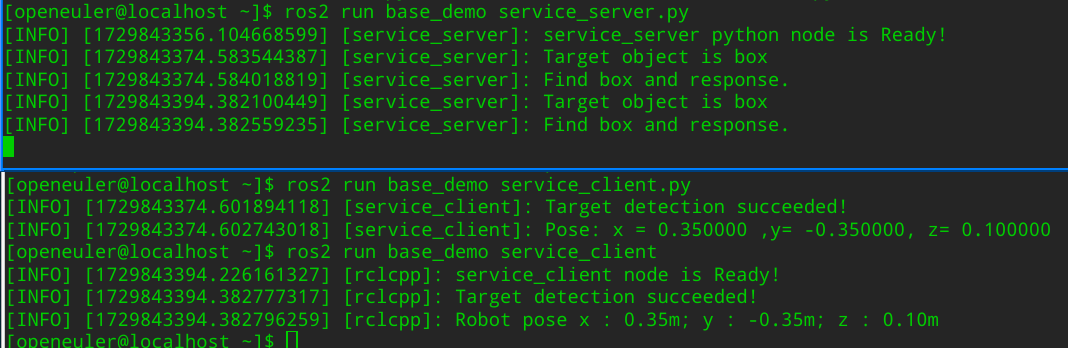 [openeuler@localhost ~]$ ros2 run base_demo service_server.py
[INFO] [1729843356.104668599] [service_server]: service_server python node is Ready!
[INFO] [1729843374.583544387] [service_server]: Target object is box
[INFO] [1729843374.584018819] [service_server]: Find box and response.
[INFO] [1729843394.382100449] [service_server]: Target object is box
[INFO] [1729843394.382559235] [service_server]: Find box and response.
[openeuler@localhost ~]$ ros2 run base_demo service_client.py
[INFO] [1729843374.601894118] [service_client]: Target detection succeeded!
[INFO] [1729843374.602743018] [service_client]: Pose: x = 0.350000 ,y= -0.350000, z= 0.100000
[openeuler@localhost ~]$ ros2 run base_demo service_client
[INFO] [1729843394.226161327] [rclcpp]: service_client node is Ready!
[INFO] [1729843394.382777317] [rclcpp]: Target detection succeeded!
[INFO] [1729843394.382796259] [rclcpp]: Robot pose x : 0.35m; y : -0.35m; z : 0.10m
[openeuler@localhost ~]$